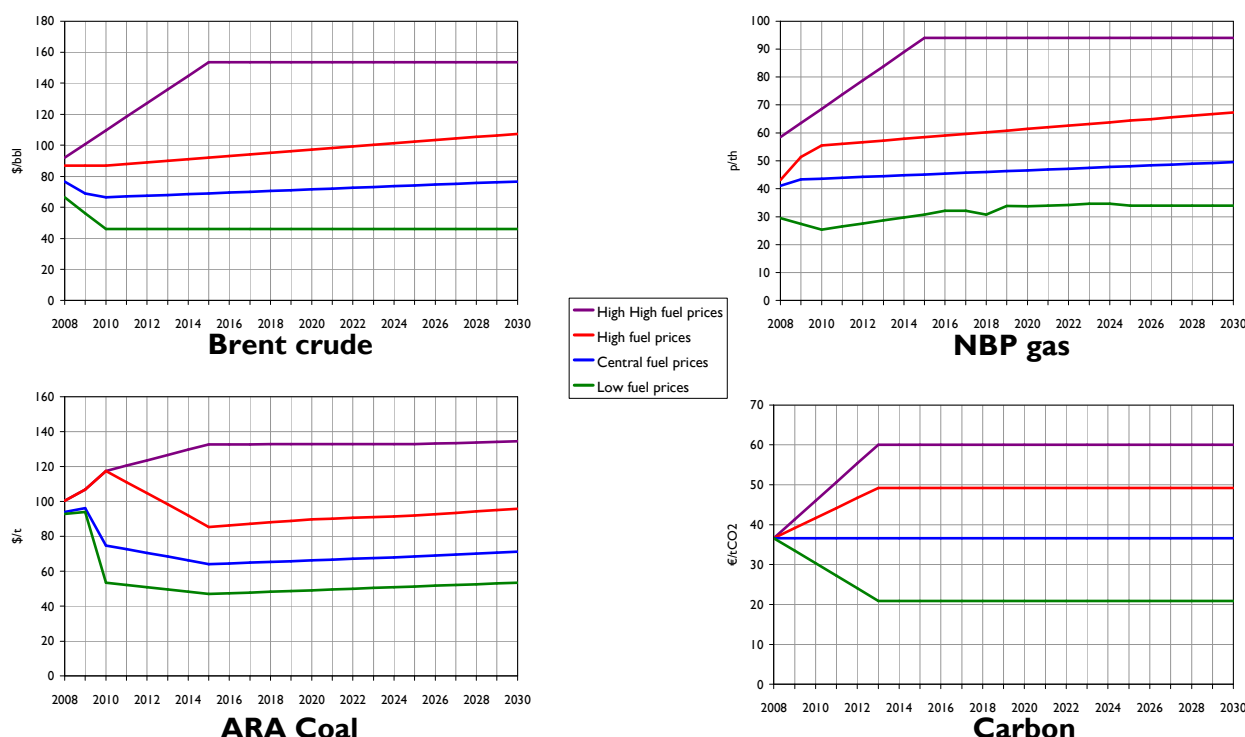 180
160
140
120
100
80
60
40
20
0
$/bbl
2008 2010 2012 2014 2016 2018 2020 2022 2024 2026 2028 2030
Brent crude
100
90
80
70
60
50
40
30
20
10
0
p/th
2008 2010 2012 2014 2016 2018 2020 2022 2024 2026 2028 2030
NBP gas
High High fuel prices
High fuel prices
Central fuel prices
Low fuel prices
160
140
120
100
80
60
40
20
0
$/t
2008 2010 2012 2014 2016 2018 2020 2022 2024 2026 2028 2030
ARA Coal
70
60
50
40
30
20
10
0
€/tCO2
2008 2010 2012 2014 2016 2018 2020 2022 2024 2026 2028 2030
Carbon